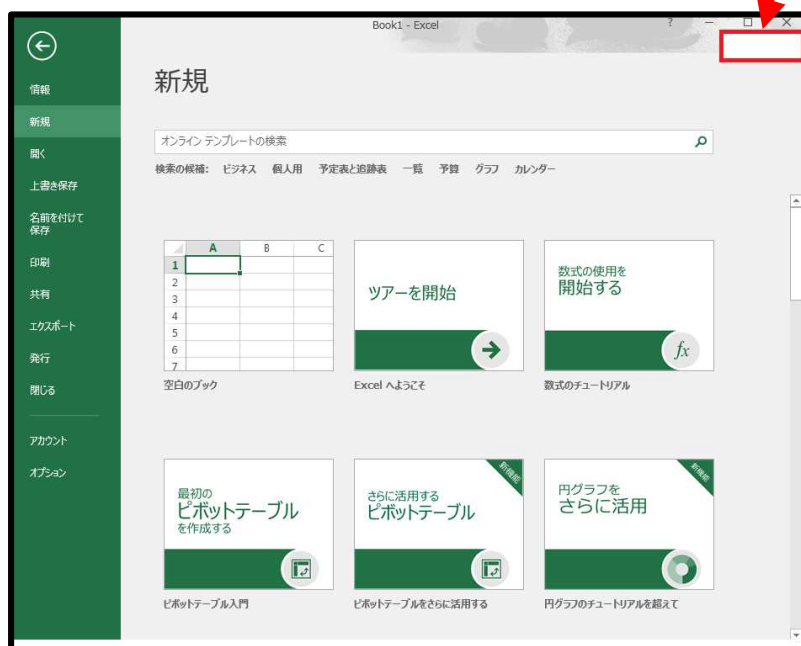 Book1 - Excel
?
情報
新規
開く
上書き保存
名前を付けて
保存
印刷
共有
エクスポート
発行
閉じる
アカウント
オプション
新規
オンライン テンプレートの検索
検索の候補: ビジネス 個人用 予定表と追跡表 一覧 予算 グラフ カレンダー
A B C
1
2
3
4
5
6
7
空白のブック
ツアーを開始
Excel へようこそ
数式の使用を
開始する
fx
数式のチュートリアル
最初の
ピボットテーブル
を作成する
ピボットテーブル入門
新機能
さらに活用する
ピボットテーブル
ピボットテーブルをさらに活用する
新機能
円グラフを
さらに活用
円グラフのチュートリアルを超えて